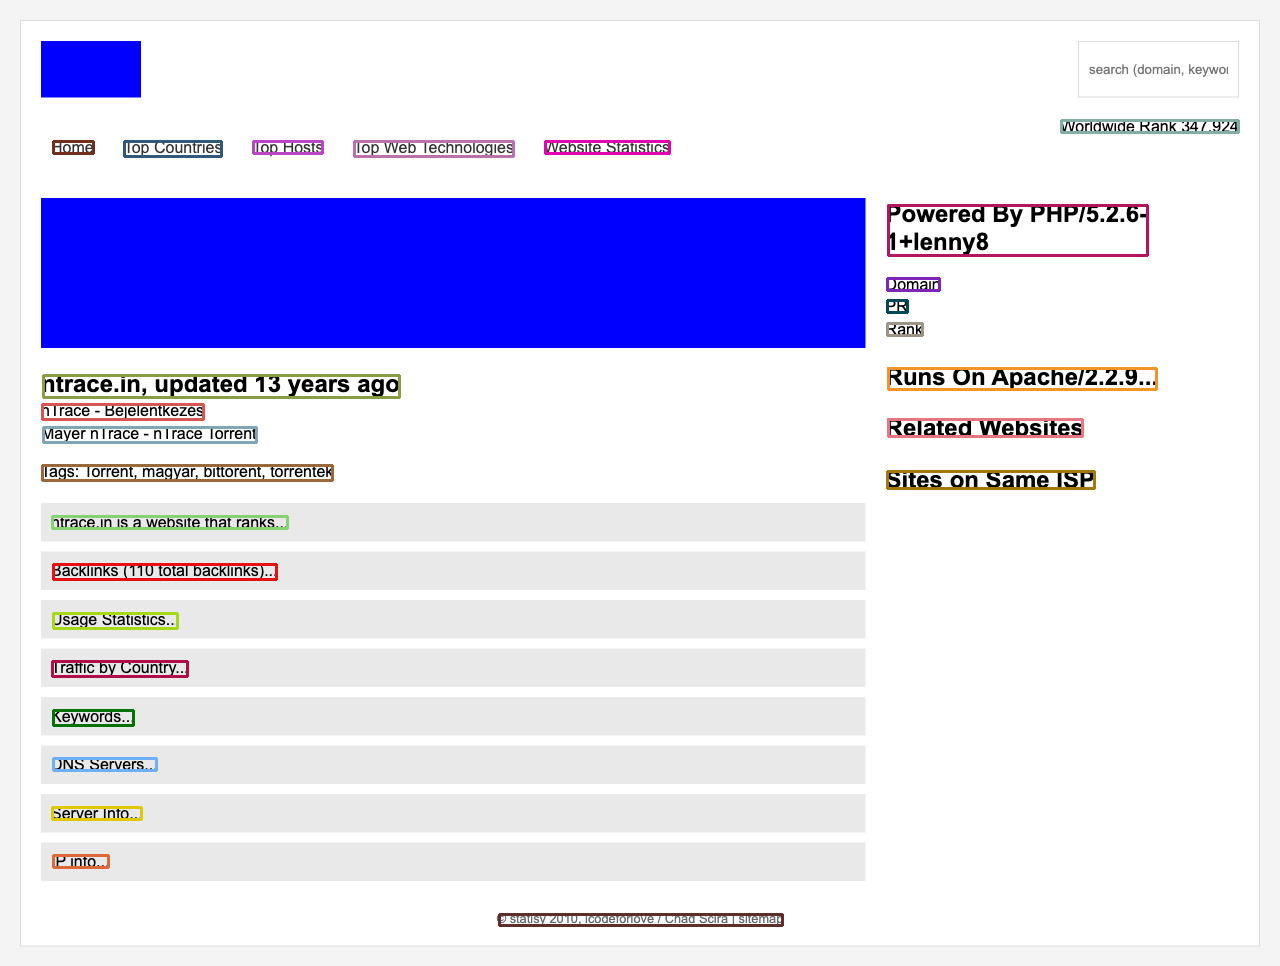 search (domain, keywor
Worldwide Rank 347,924
Home
Top Countries
Top Hosts
Top Web Technologies
Website Statistics
ntrace.in, updated 13 years ago
nTrace - Bejelentkezes
Mayer nTrace - nTrace Torrent
Tags: Torrent, magyar, bittorent, torrentek
ntrace.in is a website that ranks...
Backlinks (110 total backlinks)...
Usage Statistics...
Traffic by Country...
Keywords...
DNS Servers...
Server Info...
IP info...
Powered By PHP/5.2.6-
1+lenny8
Domain
PR
Rank
Runs On Apache/2.2.9...
Related Websites
Sites on Same ISP
© statisy 2010, icodeforlove / Chad Scira | sitemap